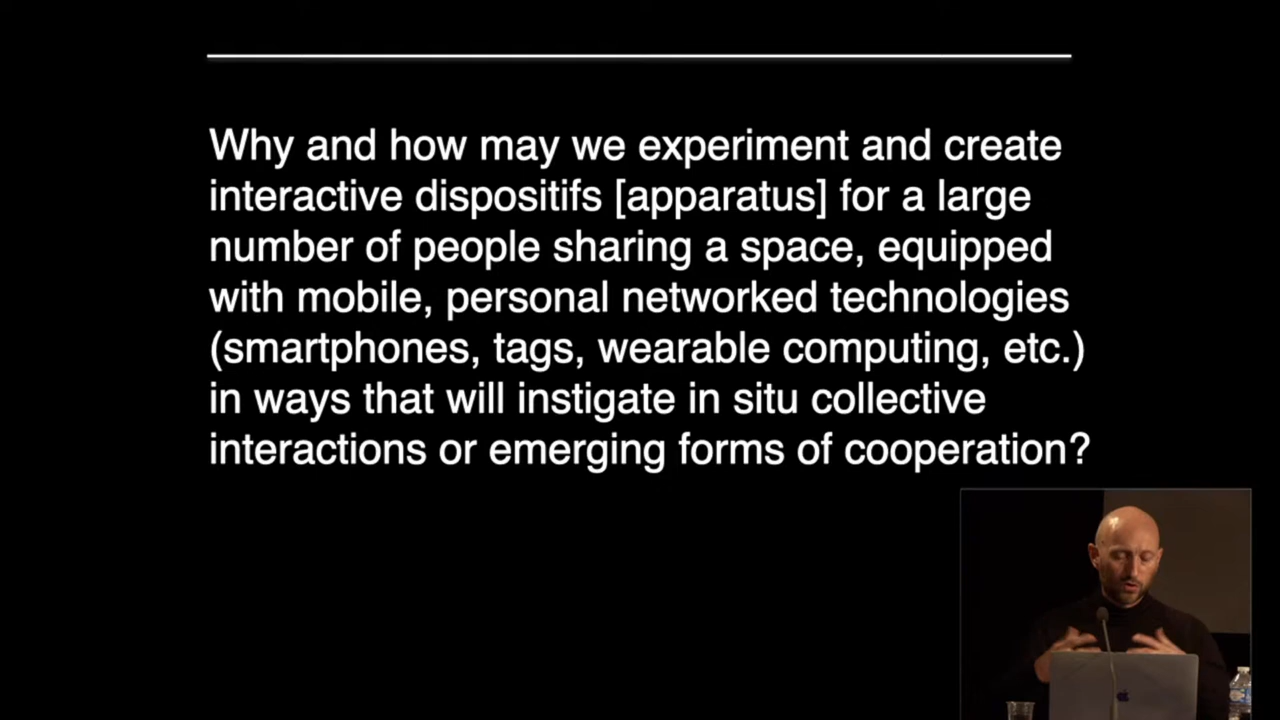 Why and how may we experiment and create
interactive dispositifs [apparatus] for a large
number of people sharing a space, equipped
with mobile, personal networked technologies
(smartphones, tags, wearable computing, etc.)
in ways that will instigate in situ collective
interactions or emerging forms of cooperation?